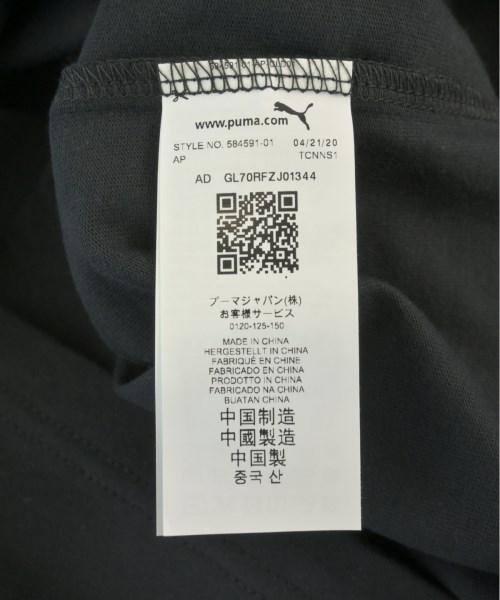 www.puma.com
STYLE NO. 584591-01 04/21/20
AP TCNNS1
AD GL70RFZJ01344
プーマジャパン(株)
お客様サービス
0120-125-150
MADE IN CHINA
HERGESTELLT IN CHINA
FABRIQUÉ EN CHINE
FABRICADO EN CHINA
PRODOTTO IN CHINA
FABRICADO NA CHINA
BUATAN CHINA
中国制造
中國製造
中国製
중국 산